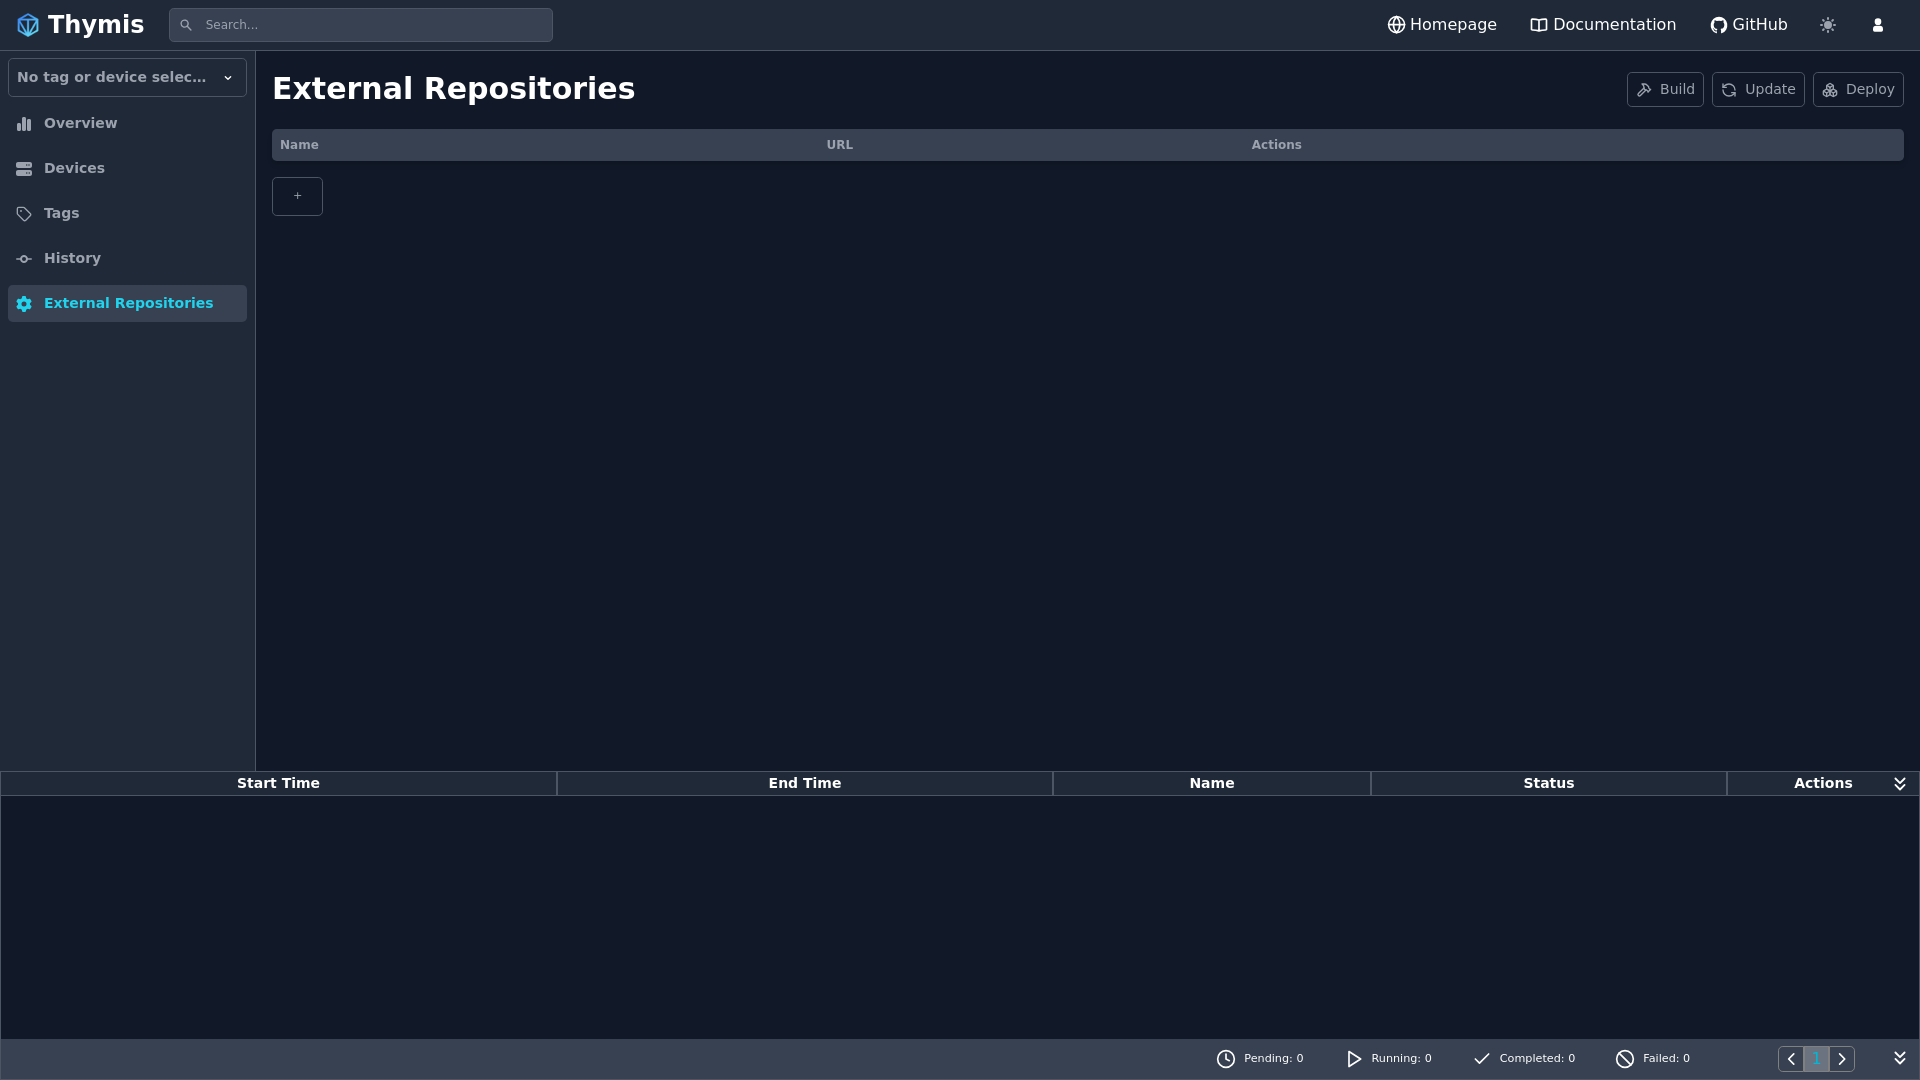 Thymis
Search...
Homepage
Documentation
GitHub
No tag or device selec...
Overview
Devices
Tags
History
External Repositories
External Repositories
Build
Update
Deploy
Name URL Actions
+
Start Time End Time Name Status Actions
Pending: 0 Running: 0 Completed: 0 Failed: 0 1